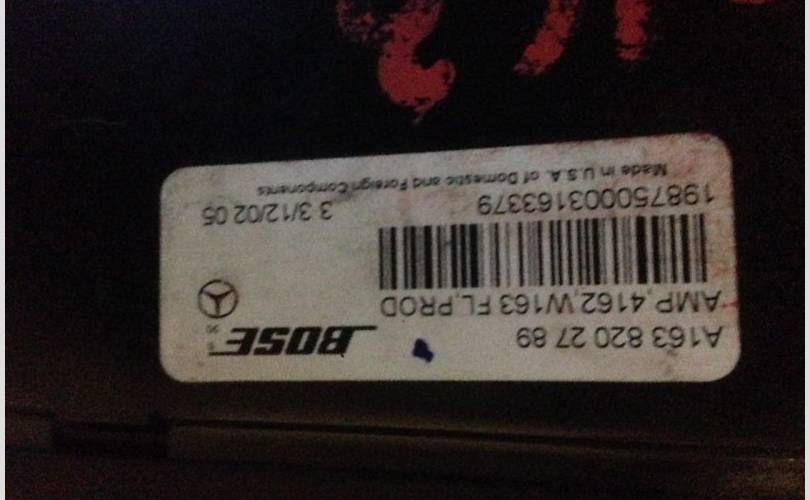 A163 820 27 89
BOSE
AMP,4162,W163 FL,PROD
198750003163379
3 3/12/02 05
Made in U.S.A. of Domestic and Foreign Components